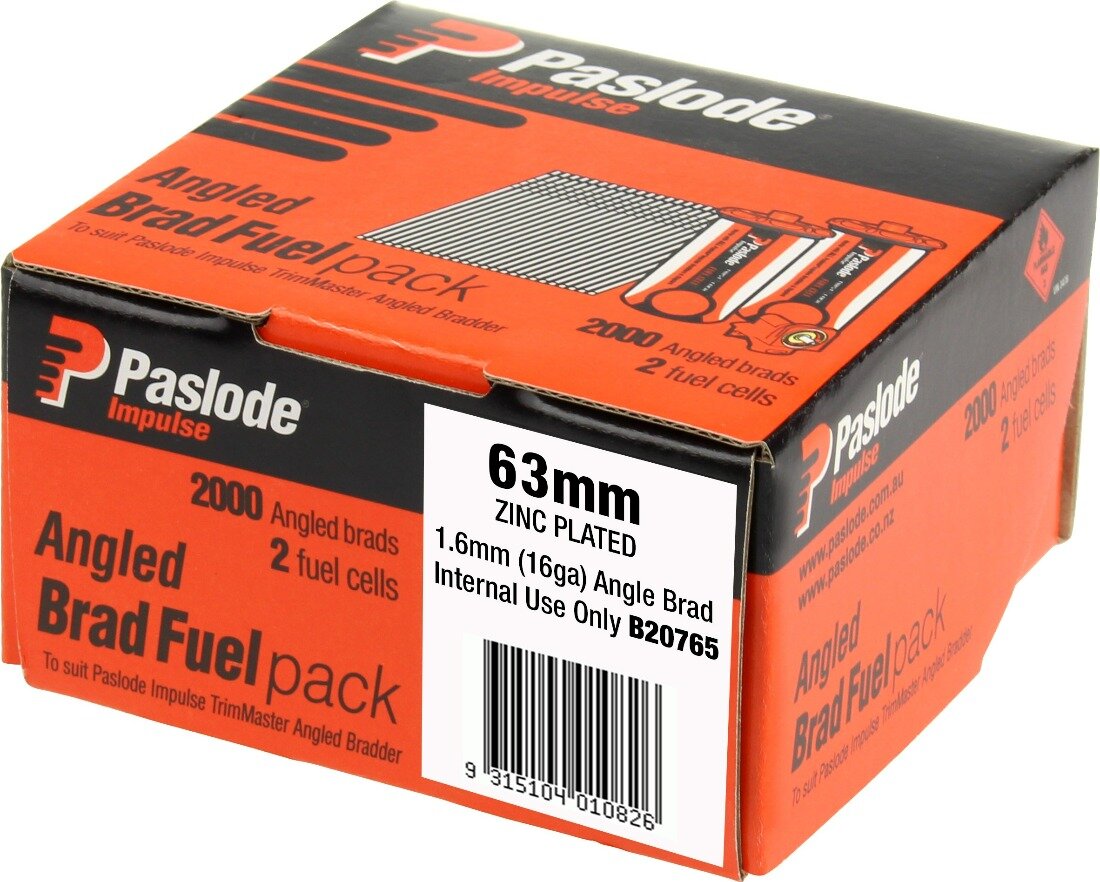 Paslode
Impulse
Angled
Brad Fuel pack
To suit Paslode Impulse TrimMaster Angled Bradder
Paslode
Paslode
2000 Angled brads
2 fuel cells
Paslode
Impulse
2000 Angled brads
2 fuel cells
Angled
Brad Fuel pack
To suit Paslode Impulse TrimMaster Angled Bradder
63mm
ZINC PLATED
1.6mm (16ga) Angle Brad
Internal Use Only B20765
9 315104 010826
Paslode
Impulse
2000 Angled brads
2 fuel cells
www.paslode.com.au
www.paslode.co.nz
Angled
Brad Fuel pack
To suit Paslode Impulse TrimMaster Angled Bradder